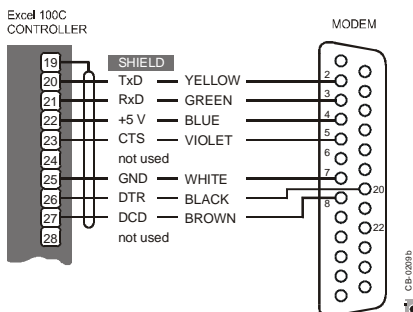 Excel 100C
CONTROLLER
MODEM
19 SHIELD
20 TxD YELLOW 2
21 RxD GREEN 3
22 +5 V BLUE 4
23 CTS VIOLET 5
24 not used 6
25 GND WHITE 7
26 DTR BLACK 20
27 DCD BROWN 8
28 not used 22
CB-0209b